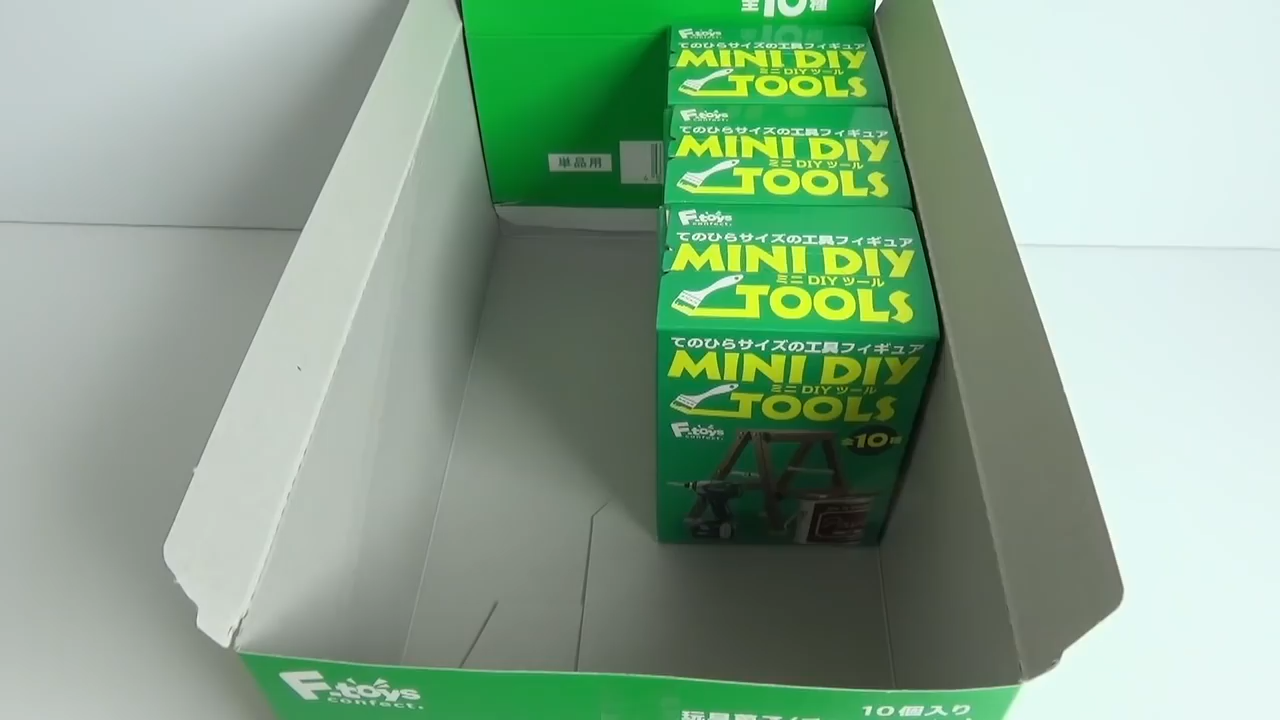 全10種
単品用
F-toys
confect.
てのひらサイズの工具フィギュア
MINI DIY
ミニ DIY ツール
TOOLS
F-toys
confect.
てのひらサイズの工具フィギュア
MINI DIY
ミニ DIY ツール
TOOLS
F-toys
confect.
てのひらサイズの工具フィギュア
MINI DIY
ミニ DIY ツール
TOOLS
てのひらサイズの工具フィギュア
MINI DIY
ミニ DIY ツール
TOOLS
F-toys
confect.
全10種
F-toys
confect.
10個入り